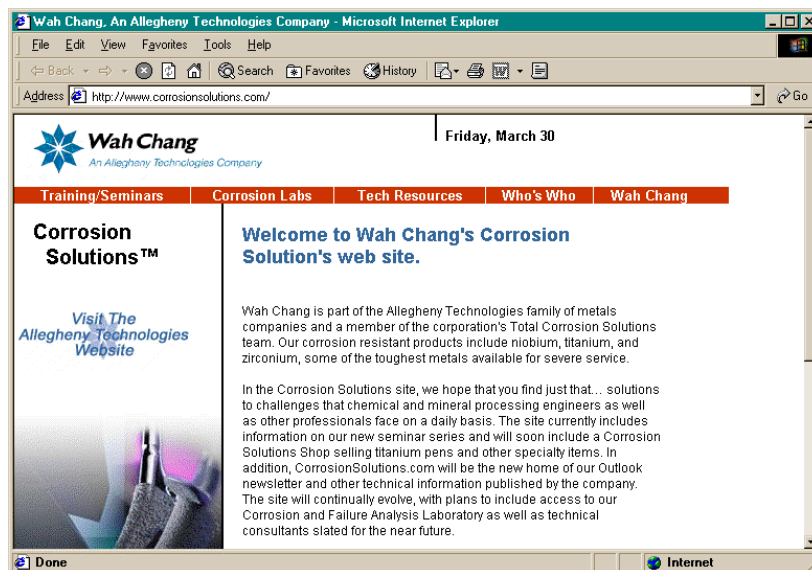 Wah Chang, An Allegheny Technologies Company - Microsoft Internet Explorer
File Edit View Favorites Tools Help
Back Search Favorites History
Address http://www.corrosionsolutions.com/ Go
Wah Chang
An Allegheny Technologies Company
Friday, March 30
Training/Seminars Corrosion Labs Tech Resources Who's Who Wah Chang
Corrosion
Solutions™
Visit The
Allegheny Technologies
Website
Welcome to Wah Chang's Corrosion
Solution's web site.
Wah Chang is part of the Allegheny Technologies family of metals
companies and a member of the corporation's Total Corrosion Solutions
team. Our corrosion resistant products include niobium, titanium, and
zirconium, some of the toughest metals available for severe service.
In the Corrosion Solutions site, we hope that you find just that... solutions
to challenges that chemical and mineral processing engineers as well
as other professionals face on a daily basis. The site currently includes
information on our new seminar series and will soon include a Corrosion
Solutions Shop selling titanium pens and other specialty items. In
addition, CorrosionSolutions.com will be the new home of our Outlook
newsletter and other technical information published by the company.
The site will continually evolve, with plans to include access to our
Corrosion and Failure Analysis Laboratory as well as technical
consultants slated for the near future.
Done Internet